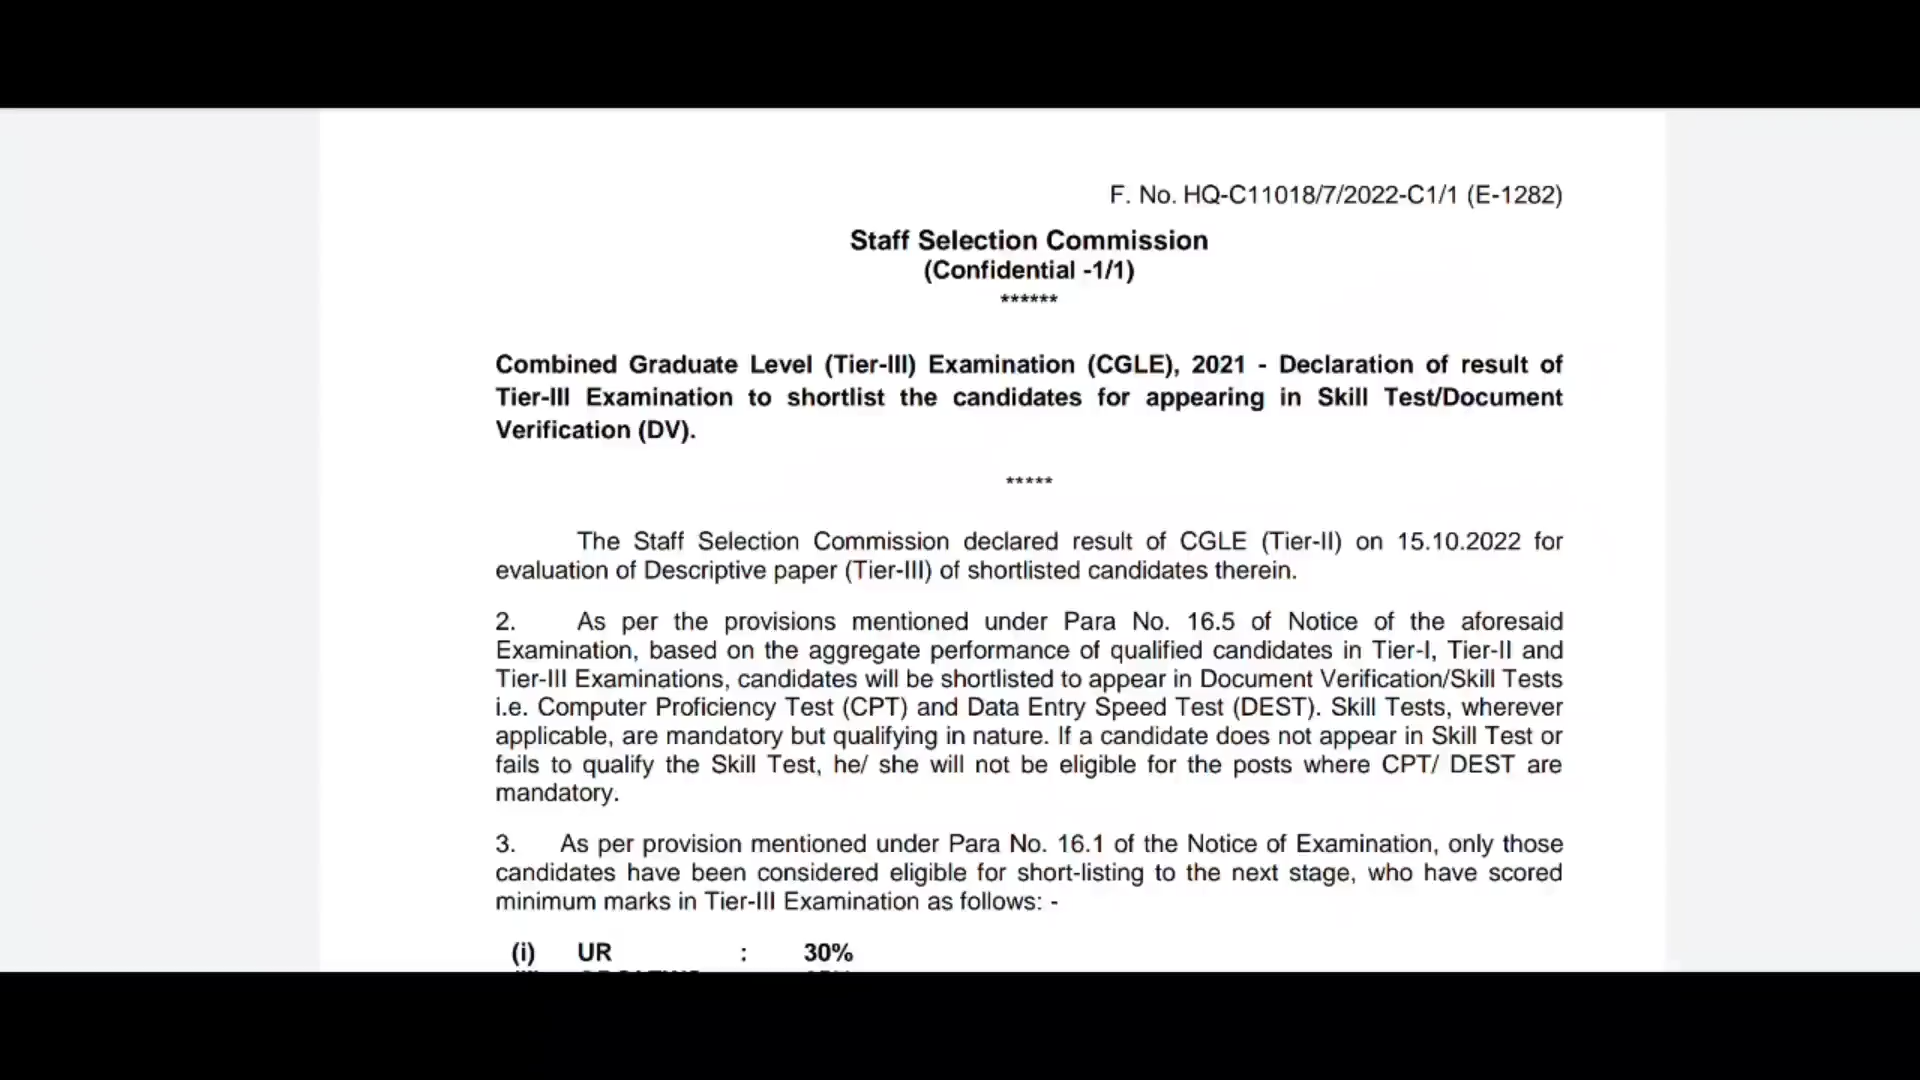 F. No. HQ-C11018/7/2022-C1/1 (E-1282)
Staff Selection Commission
(Confidential -1/1)
******
Combined Graduate Level (Tier-III) Examination (CGLE), 2021 - Declaration of result of
Tier-III Examination to shortlist the candidates for appearing in Skill Test/Document
Verification (DV).
*****
The Staff Selection Commission declared result of CGLE (Tier-II) on 15.10.2022 for
evaluation of Descriptive paper (Tier-III) of shortlisted candidates therein.
2. As per the provisions mentioned under Para No. 16.5 of Notice of the aforesaid
Examination, based on the aggregate performance of qualified candidates in Tier-I, Tier-II and
Tier-III Examinations, candidates will be shortlisted to appear in Document Verification/Skill Tests
i.e. Computer Proficiency Test (CPT) and Data Entry Speed Test (DEST). Skill Tests, wherever
applicable, are mandatory but qualifying in nature. If a candidate does not appear in Skill Test or
fails to qualify the Skill Test, he/ she will not be eligible for the posts where CPT/ DEST are
mandatory.
3. As per provision mentioned under Para No. 16.1 of the Notice of Examination, only those
candidates have been considered eligible for short-listing to the next stage, who have scored
minimum marks in Tier-III Examination as follows: -
(i) UR : 30%